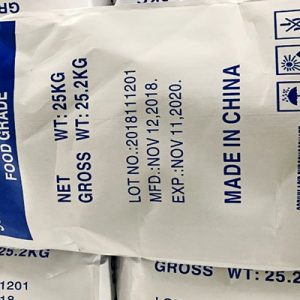 FOOD GRADE
NET WT: 25KG
GROSS WT: 25.2KG
LOT NO.:2018111201
MFD.:NOV 12,2018.
EXP.:NOV 11,2020.
MADE IN CHINA
GROSS WT: 25.2
25.2KG